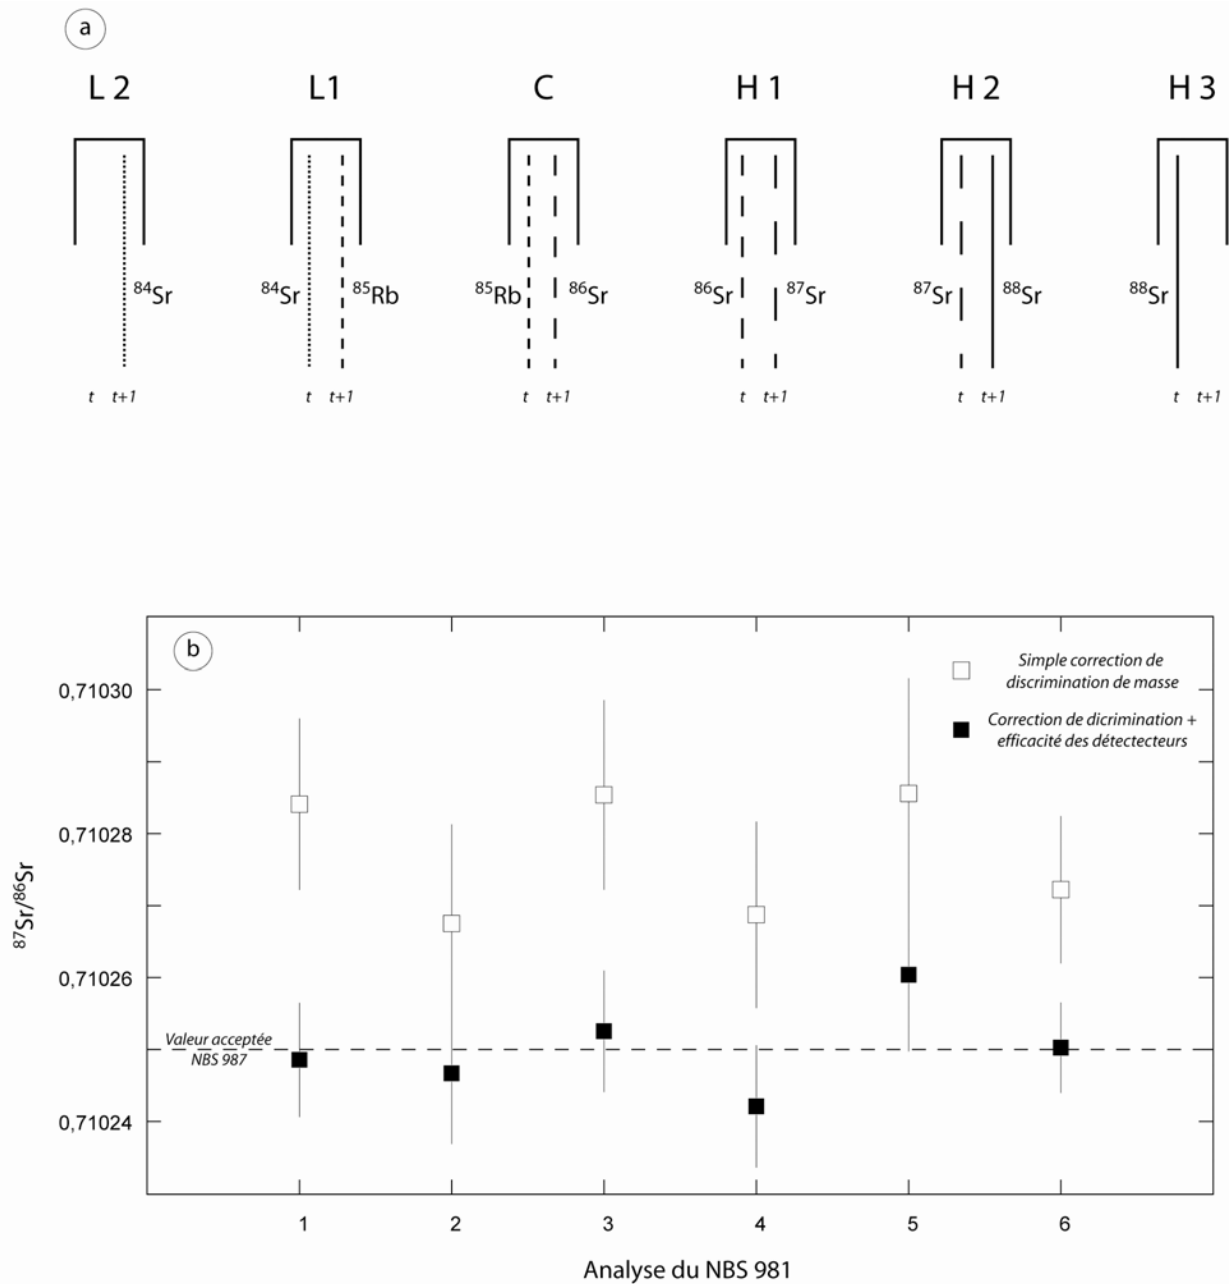 a
L 2 L1 C H 1 H 2 H 3
⁸⁴Sr ⁸⁴Sr ⁸⁵Rb ⁸⁵Rb ⁸⁶Sr ⁸⁶Sr ⁸⁷Sr ⁸⁷Sr ⁸⁸Sr ⁸⁸Sr
t t+1 t t+1 t t+1 t t+1 t t+1 t t+1
b
Simple correction de
discrimination de masse
Correction de dicrimination +
efficacité des détectecteurs
0,71030
0,71028
0,71026
0,71024
⁸⁷Sr/⁸⁶Sr
Valeur acceptée
NBS 987
1 2 3 4 5 6
Analyse du NBS 981